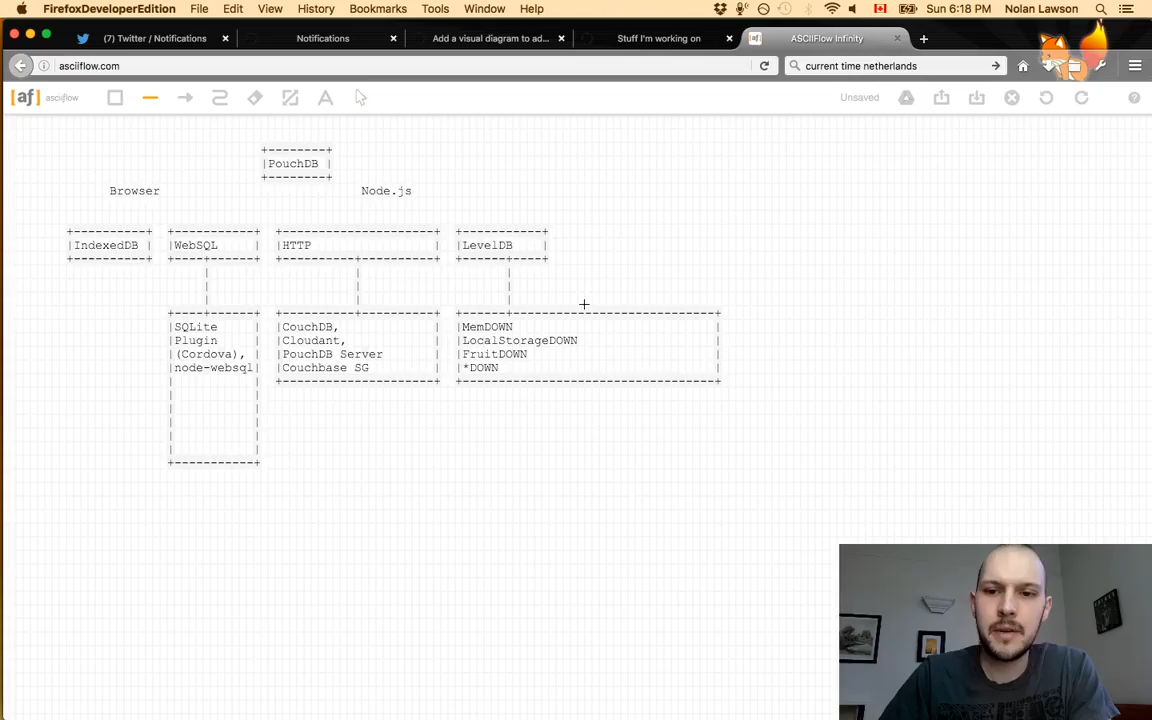 FirefoxDeveloperEdition File Edit View History Bookmarks Tools Window Help Sun 6:18 PM Nolan Lawson
(7) Twitter / Notifications × Notifications × Add a visual diagram to ad... × Stuff I'm working on × [af] ASCIIFlow Infinity × +
asciiflow.com current time netherlands
[af] asciiflow A Unsaved ?
+--------+
|PouchDB |
+--------+
Browser Node.js
+---------+ +-----------+ +---------------------+ +-----------+
|IndexedDB | |WebSQL | |HTTP | |LevelDB |
+---------+ +----+------+ +---------+-----------+ +------+----+
| | |
| | |
| | |
+----+------+ +---------+-----------+ +------+----------------------------+
|SQLite | |CouchDB, | |MemDOWN |
|Plugin | |Cloudant, | |LocalStorageDOWN |
|(Cordova), | |PouchDB Server | |FruitDOWN |
|node-websql| |Couchbase SG | |*DOWN |
| | +---------------------+ +-----------------------------------+
| |
| |
| |
| |
| |
+-----------+